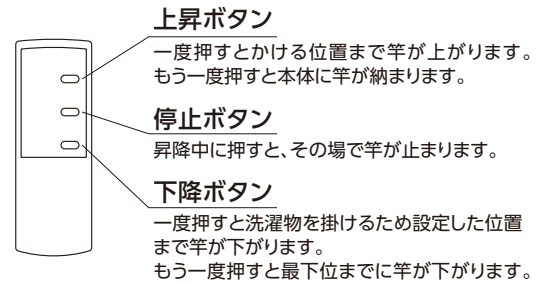 上昇ボタン
一度押すとかける位置まで竿が上がります。
もう一度押すと本体に竿が納まります。
停止ボタン
昇降中に押すと、その場で竿が止まります。
下降ボタン
一度押すと洗濯物を掛けるため設定した位置
まで竿が下がります。
もう一度押すと最下位までに竿が下がります。